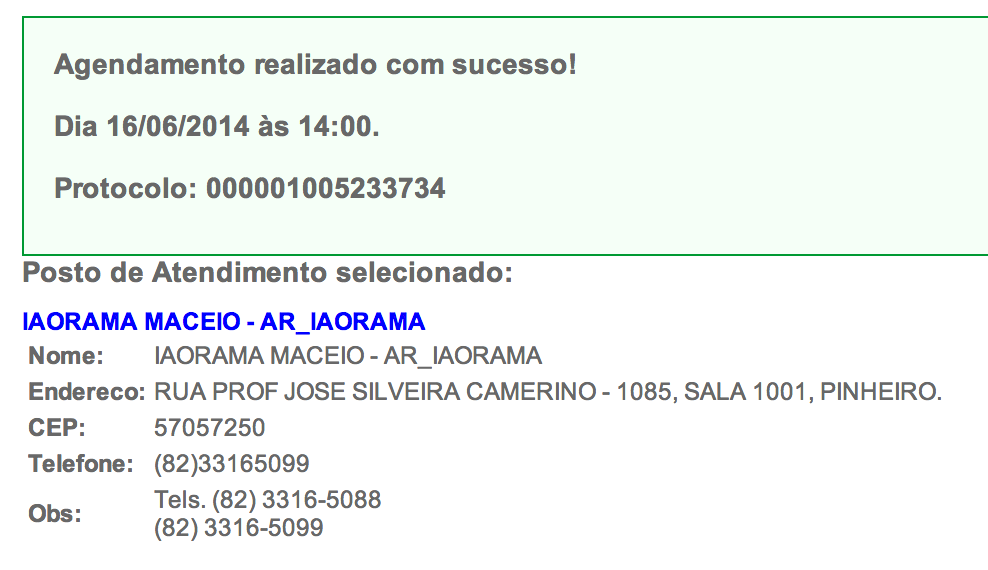 Agendamento realizado com sucesso!
Dia 16/06/2014 às 14:00.
Protocolo: 000001005233734
Posto de Atendimento selecionado:
IAORAMA MACEIO - AR_IAORAMA
Nome: IAORAMA MACEIO - AR_IAORAMA
Endereco: RUA PROF JOSE SILVEIRA CAMERINO - 1085, SALA 1001, PINHEIRO.
CEP: 57057250
Telefone: (82)33165099
Obs: Tels. (82) 3316-5088
(82) 3316-5099